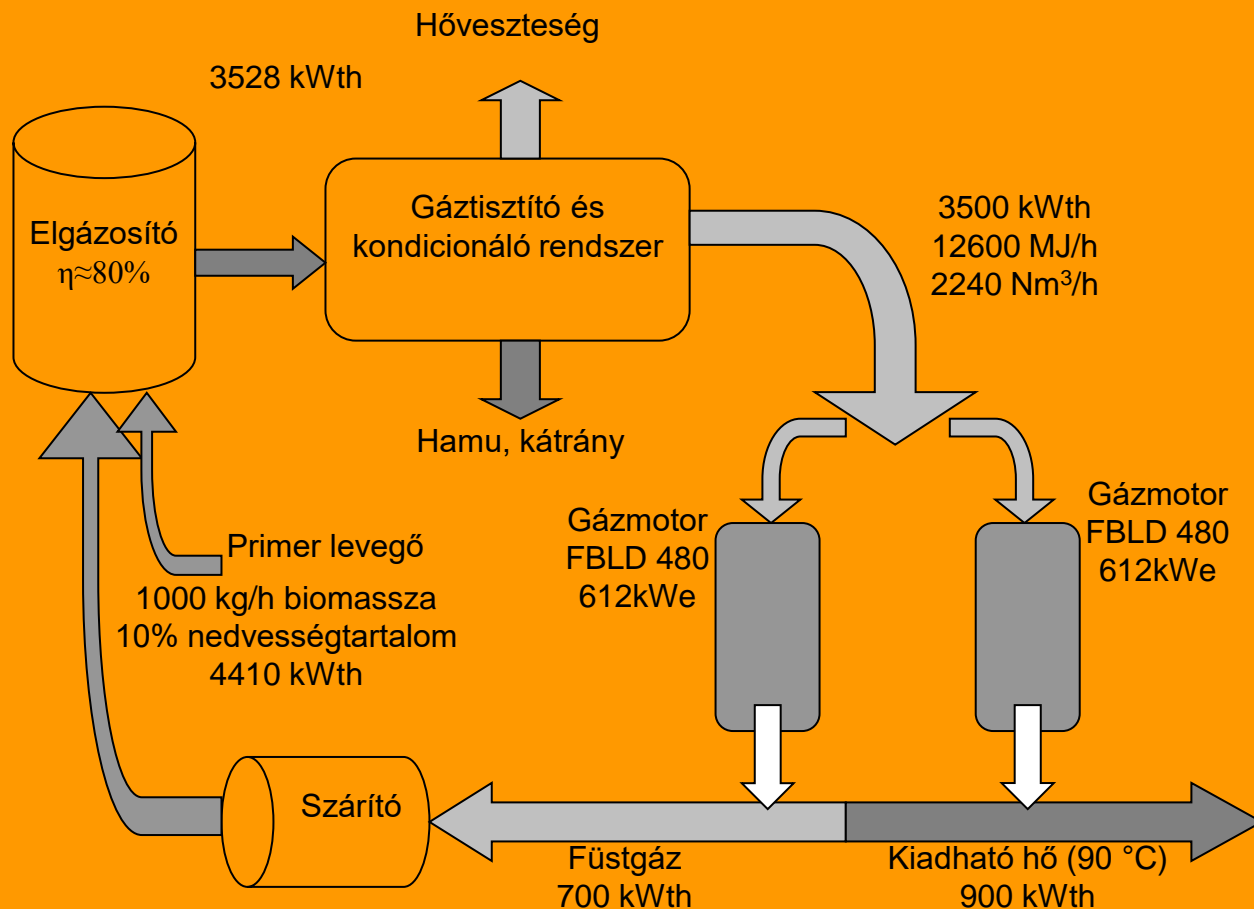 Hőveszteség
3528 kWth
Elgázosító
η≈80%
Gáztisztító és
kondicionáló rendszer
3500 kWth
12600 MJ/h
2240 Nm³/h
Hamu, kátrány
Primer levegő
1000 kg/h biomassza
10% nedvességtartalom
4410 kWth
Gázmotor
FBLD 480
612kWe
Gázmotor
FBLD 480
612kWe
Szárító
Füstgáz
700 kWth
Kiadható hő (90 °C)
900 kWth